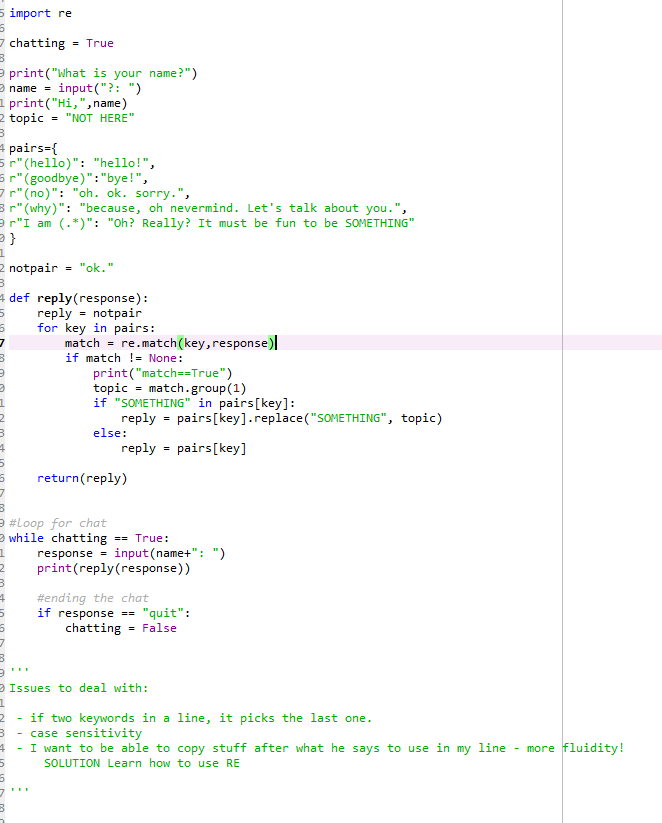 import re
chatting = True
print("What is your name?")
name = input("?: ")
print("Hi,",name)
topic = "NOT HERE"
pairs={
r"(hello)": "hello!",
r"(goodbye)":"bye!",
r"(no)": "oh. ok. sorry.",
r"(why)": "because, oh nevermind. Let's talk about you.",
r"I am (.*)": "Oh? Really? It must be fun to be SOMETHING"
}
notpair = "ok."
def reply(response):
    reply = notpair
    for key in pairs:
        match = re.match(key,response)
        if match != None:
            print("match==True")
            topic = match.group(1)
            if "SOMETHING" in pairs[key]:
                reply = pairs[key].replace("SOMETHING", topic)
            else:
                reply = pairs[key]
    return(reply)
#loop for chat
while chatting == True:
    response = input(name+": ")
    print(reply(response))
    #ending the chat
    if response == "quit":
        chatting = False
'''
Issues to deal with:
 - if two keywords in a line, it picks the last one.
 - case sensitivity
 - I want to be able to copy stuff after what he says to use in my line - more fluidity!
     SOLUTION Learn how to use RE
'''